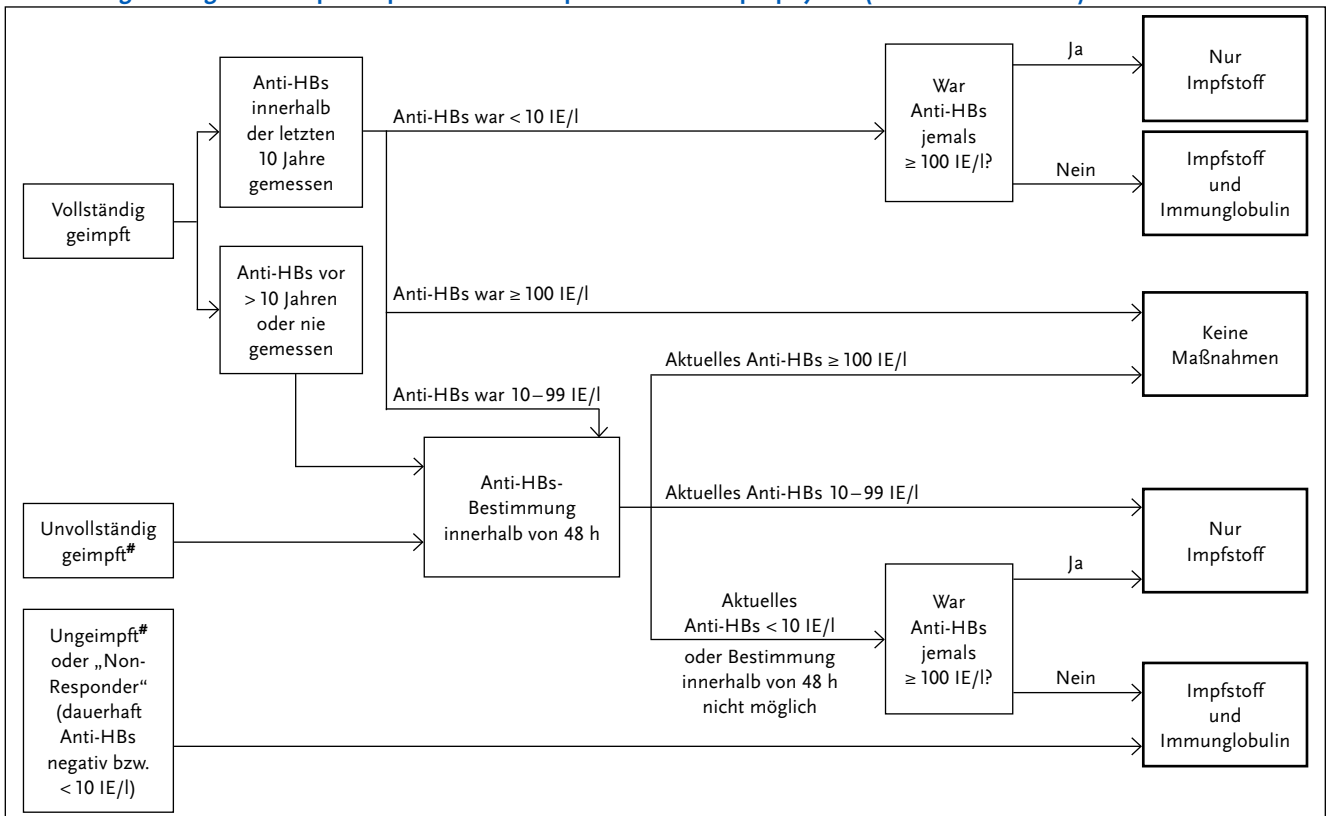 Anti-HBs
innerhalb
der letzten
10 Jahre
gemessen
Anti-HBs war < 10 IE/l
War
Anti-HBs
jemals
≥ 100 IE/l?
Ja
Nur
Impfstoff
Nein
Impfstoff
und
Immunglobulin
Vollständig
geimpft
Anti-HBs vor
> 10 Jahren
oder nie
gemessen
Anti-HBs war ≥ 100 IE/l
Keine
Maßnahmen
Aktuelles Anti-HBs ≥ 100 IE/l
Anti-HBs war 10–99 IE/l
Anti-HBs-
Bestimmung
innerhalb von 48 h
Aktuelles Anti-HBs 10–99 IE/l
Nur
Impfstoff
Unvollständig
geimpft#
Aktuelles
Anti-HBs < 10 IE/l
oder Bestimmung
innerhalb von 48 h
nicht möglich
War
Anti-HBs
jemals
≥ 100 IE/l?
Ja
Nein
Impfstoff
und
Immunglobulin
Ungeimpft#
oder „Non-
Responder“
(dauerhaft
Anti-HBs
negativ bzw.
< 10 IE/l)